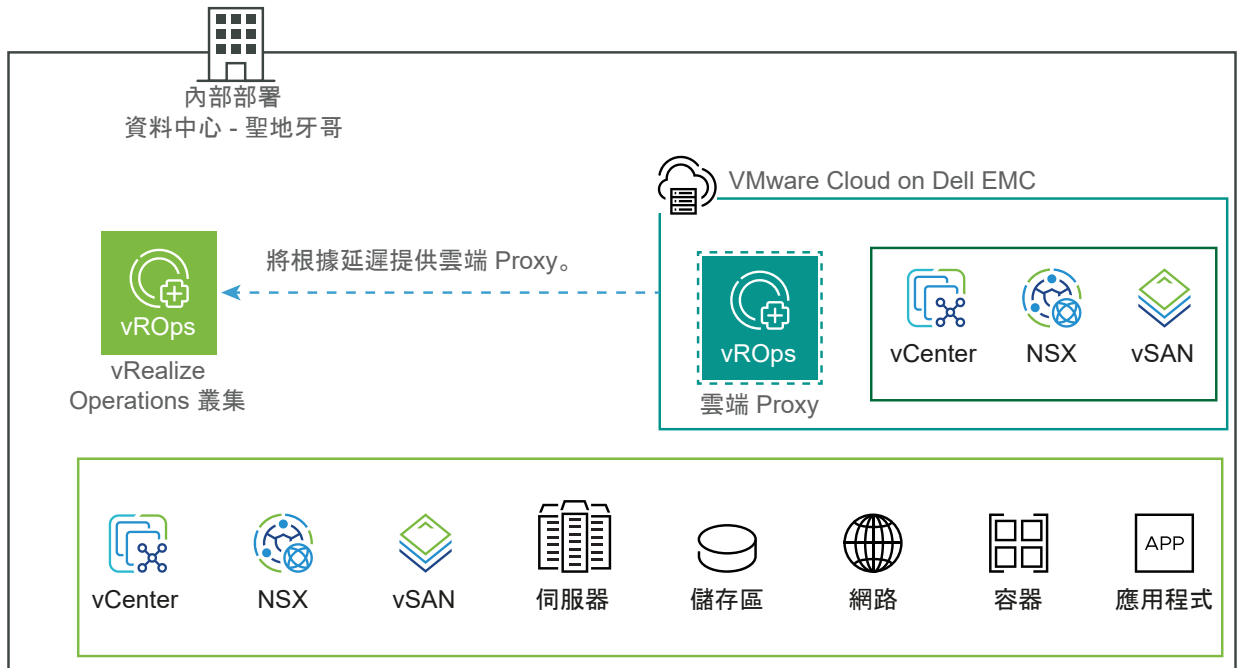 內部部署
資料中心 - 聖地牙哥
VMware Cloud on Dell EMC
將根據延遲提供雲端 Proxy。
vROps
vRealize
Operations 叢集
vROps
雲端 Proxy
vCenter
NSX
vSAN
vCenter
NSX
vSAN
伺服器
儲存區
網路
容器
APP
應用程式